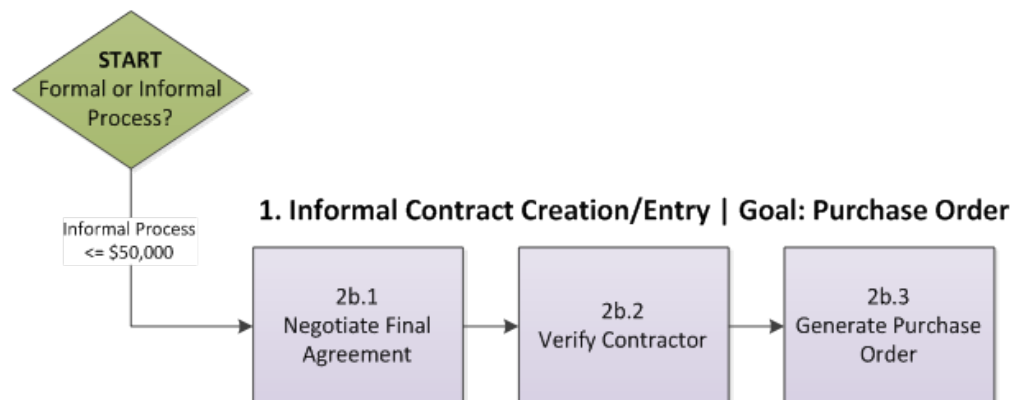 START
Formal or Informal
Process?
Informal Process
<= $50,000
1. Informal Contract Creation/Entry | Goal: Purchase Order
2b.1
Negotiate Final
Agreement
2b.2
Verify Contractor
2b.3
Generate Purchase
Order